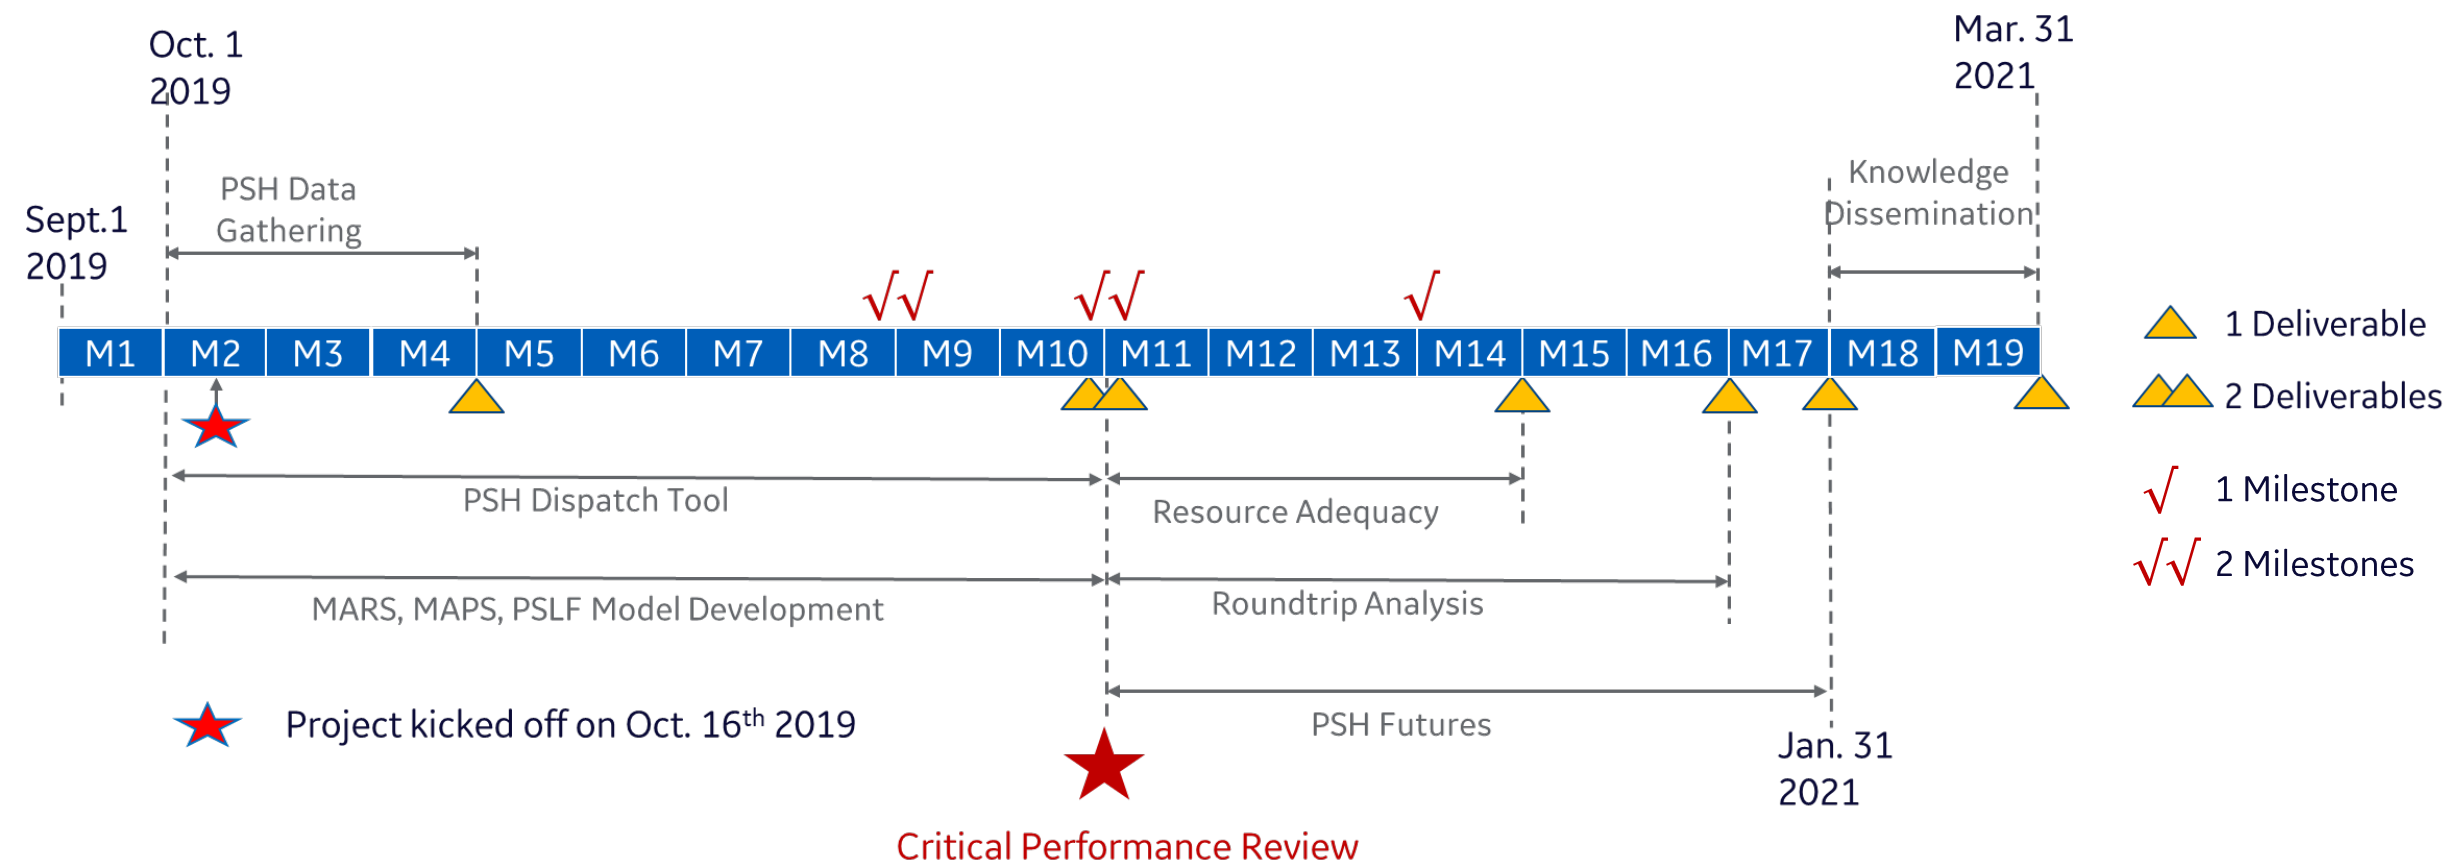 Oct. 1
2019
Mar. 31
2021
PSH Data
Gathering
Knowledge
Dissemination
Sept.1
2019
√√
√√
√
M1 M2 M3 M4 M5 M6 M7 M8 M9 M10 M11 M12 M13 M14 M15 M16 M17 M18 M19
1 Deliverable
2 Deliverables
√ 1 Milestone
√√ 2 Milestones
PSH Dispatch Tool
Resource Adequacy
MARS, MAPS, PSLF Model Development
Roundtrip Analysis
Project kicked off on Oct. 16th 2019
PSH Futures
Jan. 31
2021
Critical Performance Review